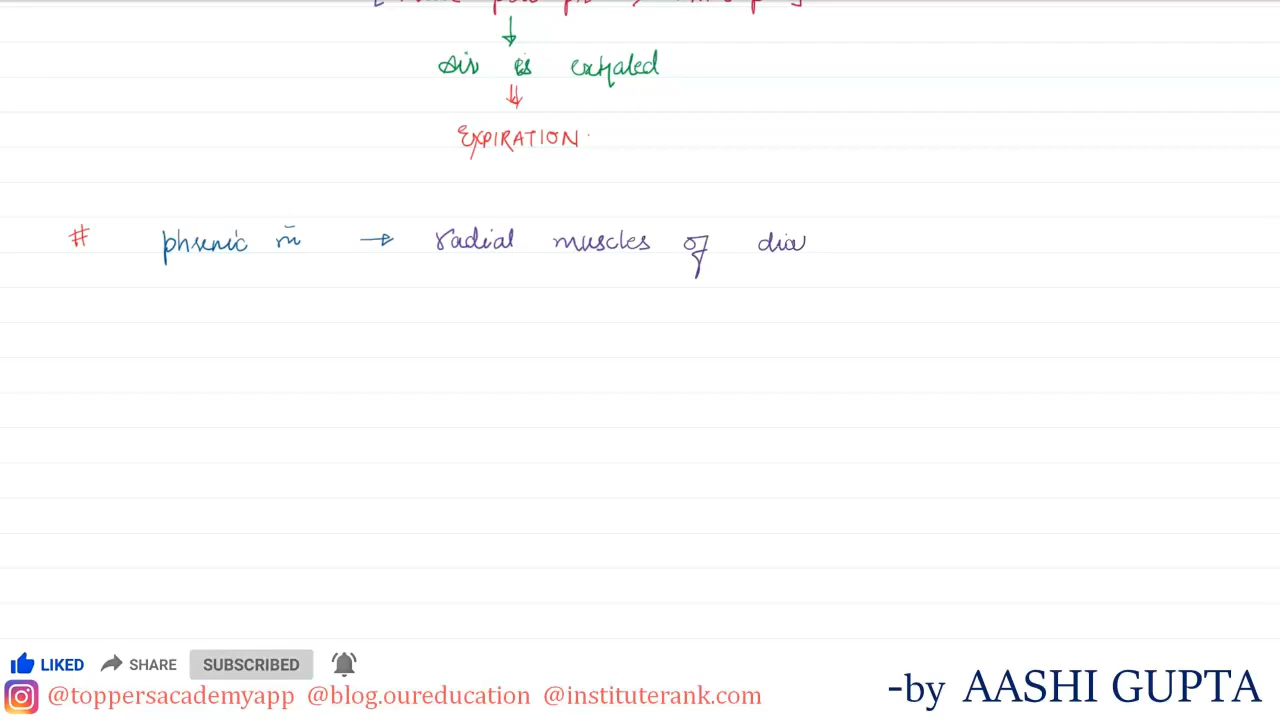 ↓
Air is exhaled
↓
EXPIRATION
# phrenic → radial muscles of dia
LIKED SHARE SUBSCRIBED
@toppersacademyapp @blog.oureducation @instituterank.com
-by AASHI GUPTA